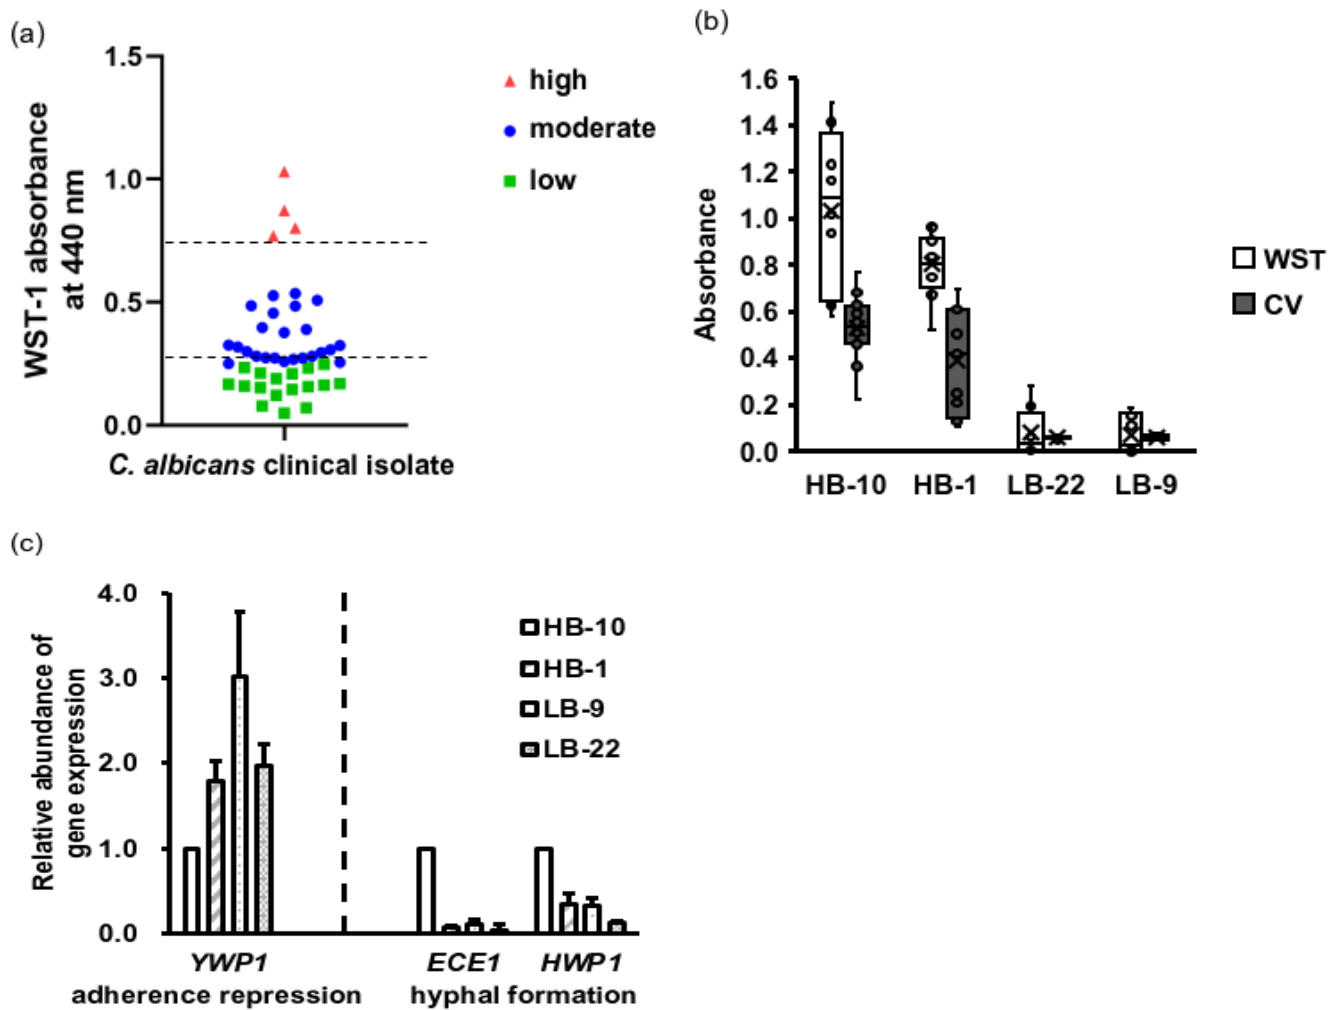 (a)
WST-1 absorbance
at 440 nm
1.5
1.0
0.5
0.0
C. albicans clinical isolate
high
moderate
low
(b)
Absorbance
1.6
1.4
1.2
1.0
0.8
0.6
0.4
0.2
0.0
HB-10 HB-1 LB-22 LB-9
WST
CV
(c)
Relative abundance of
gene expression
4.0
3.0
2.0
1.0
0.0
YWP1 ECE1 HWP1
adherence repression hyphal formation
HB-10
HB-1
LB-9
LB-22